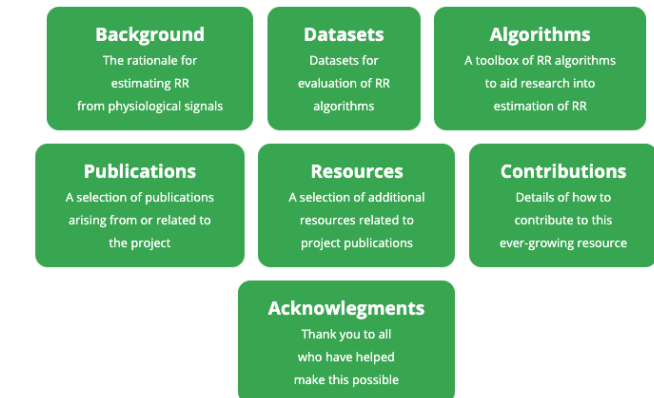 Background
The rationale for
estimating RR
from physiological signals
Datasets
Datasets for
evaluation of RR
algorithms
Algorithms
A toolbox of RR algorithms
to aid research into
estimation of RR
Publications
A selection of publications
arising from or related to
the project
Resources
A selection of additional
resources related to
project publications
Contributions
Details of how to
contribute to this
ever-growing resource
Acknowlegments
Thank you to all
who have helped
make this possible